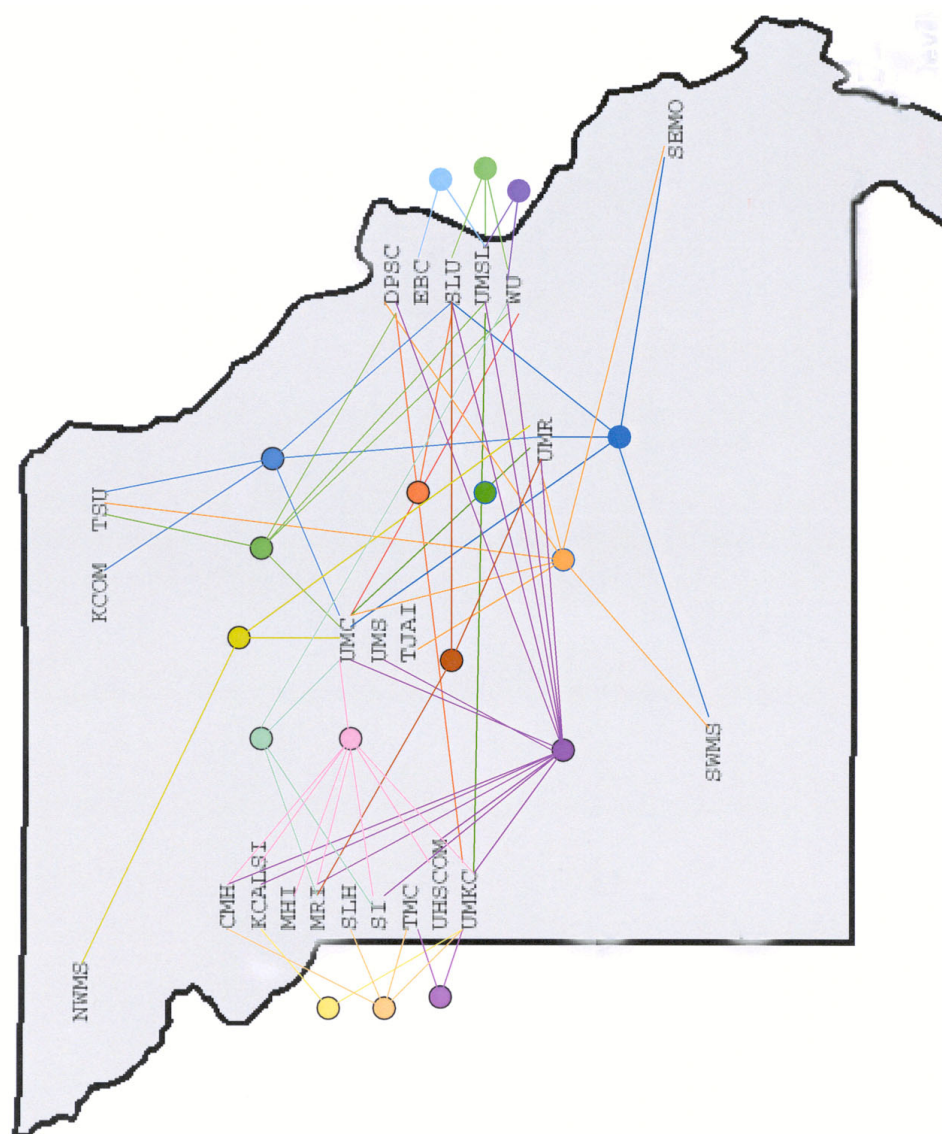 NWMS
KCOM
TSU
CMH
KCALSI
MHI
MRI
SLH
SI
TMC
UHSCOM
UMKC
UMC
UMS
TJAI
DPSC
EBC
SLU
UMSL
WU
UMR
SWMS
SEMO